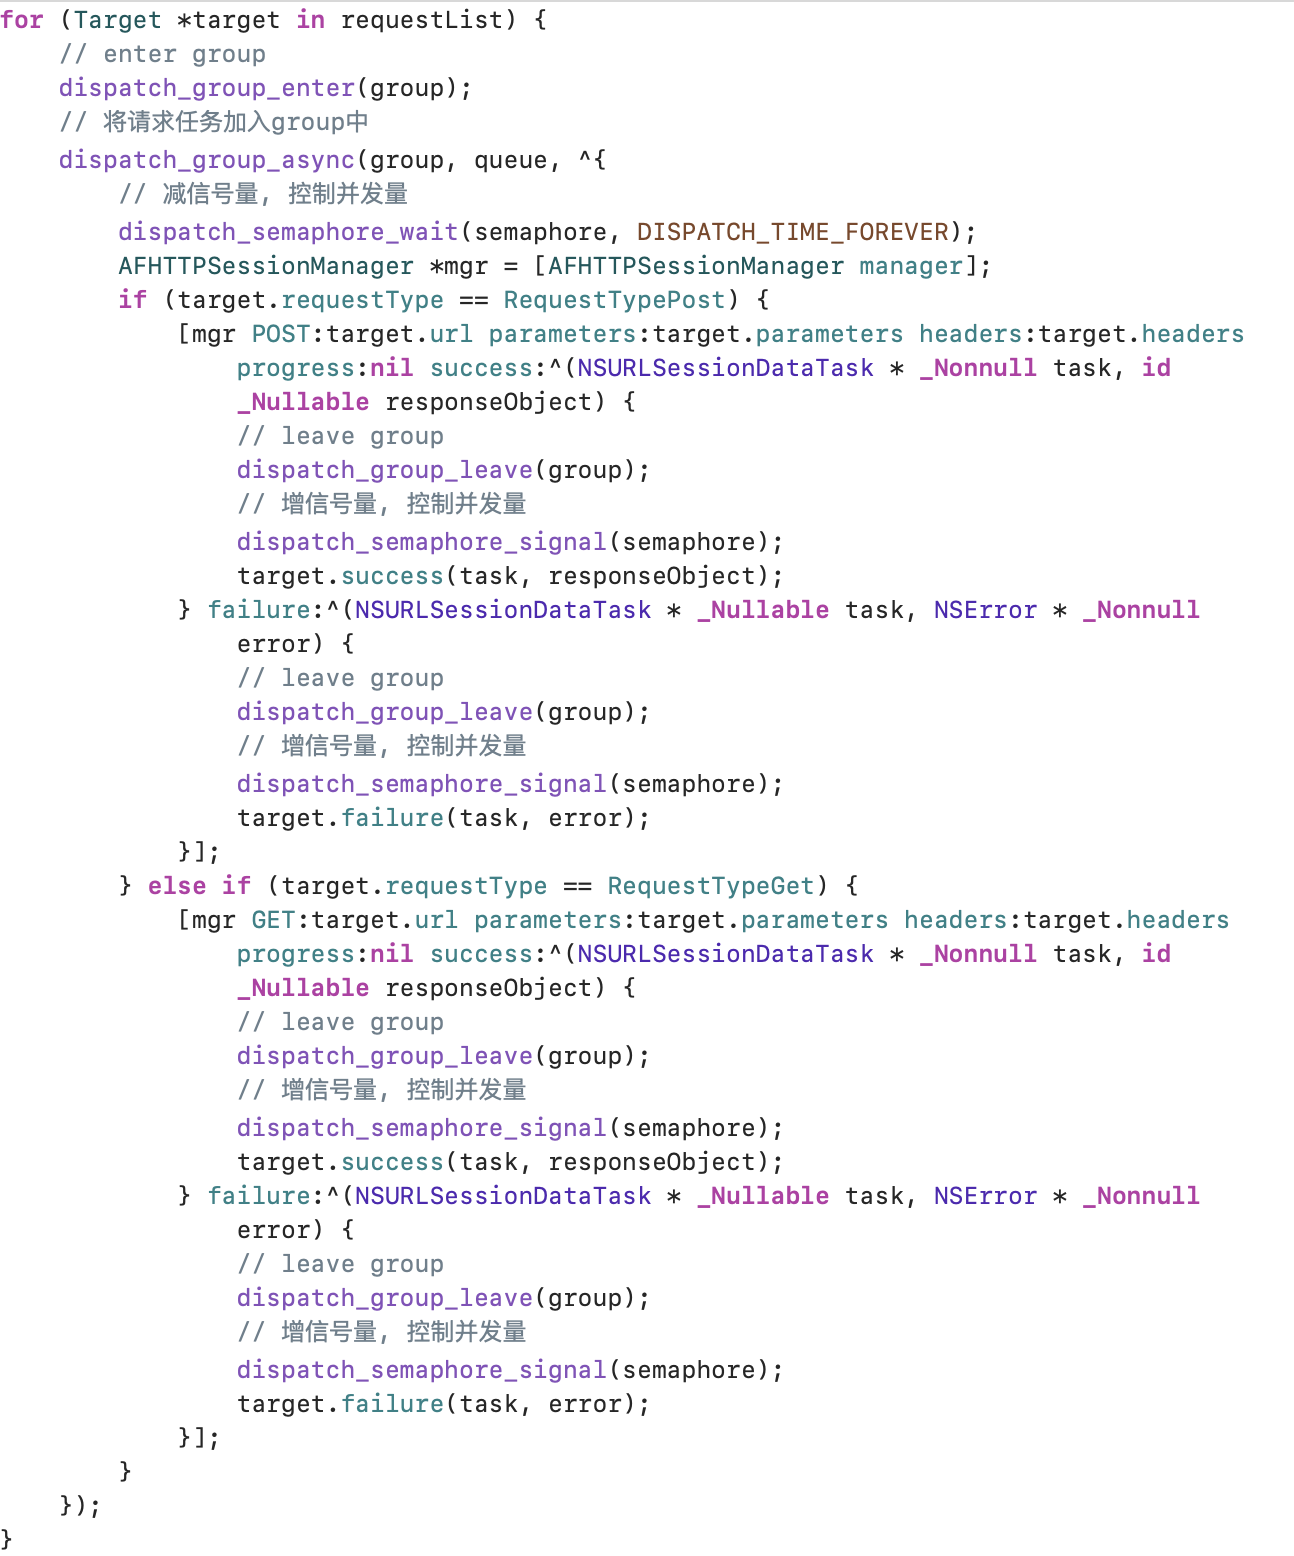 for (Target *target in requestList) {
    // enter group
    dispatch_group_enter(group);
    // 将请求任务加入group中
    dispatch_group_async(group, queue, ^{
        // 减信号量, 控制并发量
        dispatch_semaphore_wait(semaphore, DISPATCH_TIME_FOREVER);
        AFHTTPSessionManager *mgr = [AFHTTPSessionManager manager];
        if (target.requestType == RequestTypePost) {
            [mgr POST:target.url parameters:target.parameters headers:target.headers
                progress:nil success:^(NSURLSessionDataTask * _Nonnull task, id
                _Nullable responseObject) {
                // leave group
                dispatch_group_leave(group);
                // 增信号量, 控制并发量
                dispatch_semaphore_signal(semaphore);
                target.success(task, responseObject);
            } failure:^(NSURLSessionDataTask * _Nullable task, NSError * _Nonnull
                error) {
                // leave group
                dispatch_group_leave(group);
                // 增信号量, 控制并发量
                dispatch_semaphore_signal(semaphore);
                target.failure(task, error);
            }];
        } else if (target.requestType == RequestTypeGet) {
            [mgr GET:target.url parameters:target.parameters headers:target.headers
                progress:nil success:^(NSURLSessionDataTask * _Nonnull task, id
                _Nullable responseObject) {
                // leave group
                dispatch_group_leave(group);
                // 增信号量, 控制并发量
                dispatch_semaphore_signal(semaphore);
                target.success(task, responseObject);
            } failure:^(NSURLSessionDataTask * _Nullable task, NSError * _Nonnull
                error) {
                // leave group
                dispatch_group_leave(group);
                // 增信号量, 控制并发量
                dispatch_semaphore_signal(semaphore);
                target.failure(task, error);
            }];
        }
    });
}